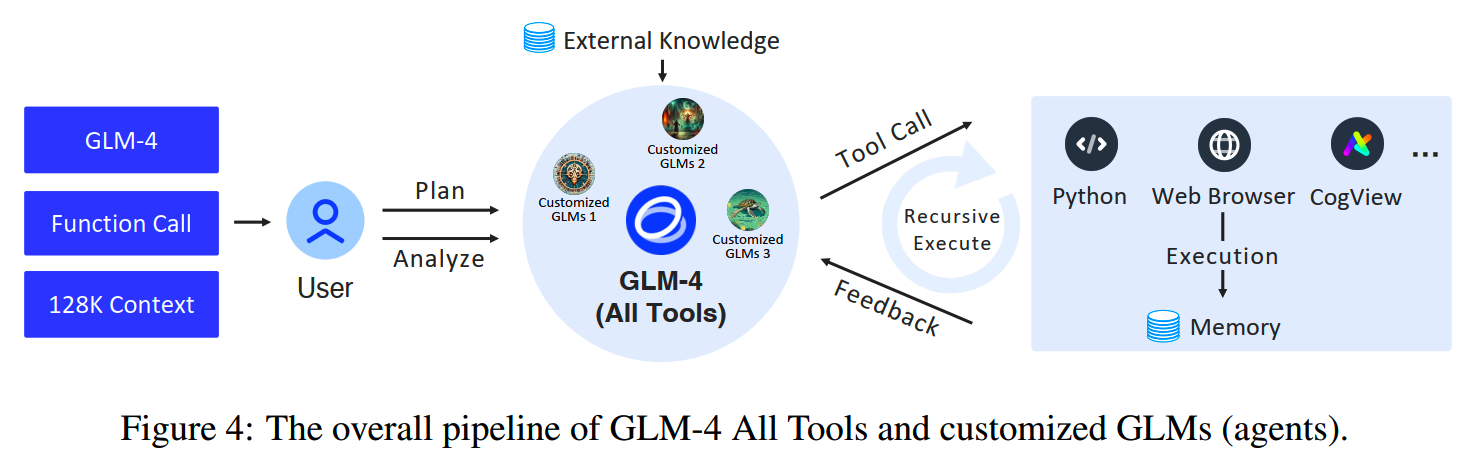 External Knowledge
GLM-4
Function Call
128K Context
User
Plan
Analyze
Customized
GLMs 2
Customized
GLMs 1
Customized
GLMs 3
GLM-4
(All Tools)
Tool Call
Recursive
Execute
Feedback
Python
Web Browser
CogView
...
Execution
Memory
Figure 4: The overall pipeline of GLM-4 All Tools and customized GLMs (agents).